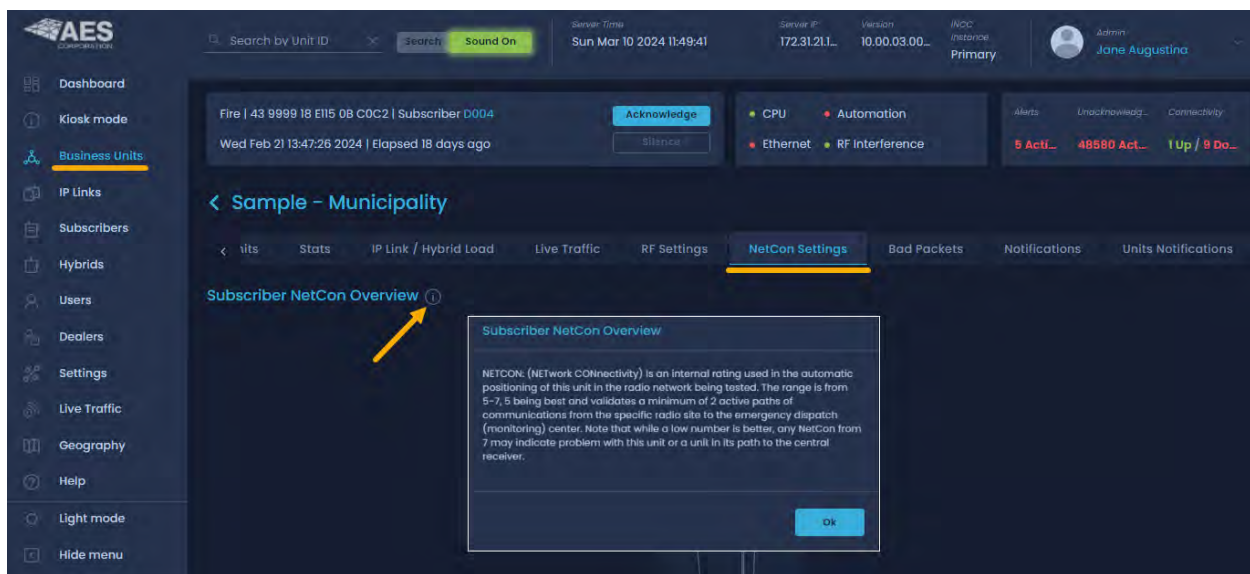 AES
CORPORATION
Search by Unit ID
Search
Sound On
Server Time
Sun Mar 10 2024 11:49:41
Server IP
172.31.21.1...
Version
10.00.03.00...
INCC
Instance
Primary
Admin
Jane Augustina
Dashboard
Kiosk mode
Business Units
IP Links
Subscribers
Hybrids
Users
Dealers
Settings
Live Traffic
Geography
Help
Light mode
Hide menu
Fire | 43 9999 18 E115 0B C0C2 | Subscriber D004
Wed Feb 21 13:47:26 2024 | Elapsed 18 days ago
Acknowledge
Silence
CPU
Automation
Ethernet
RF Interference
Alerts
Unacknowledg...
Connectivity
5 Acti...
48580 Act...
1 Up / 9 Do...
Sample - Municipality
nits
Stats
IP Link / Hybrid Load
Live Traffic
RF Settings
NetCon Settings
Bad Packets
Notifications
Units Notifications
Subscriber NetCon Overview
Subscriber NetCon Overview
NETCON: (NETwork CONnectivity) is an internal rating used in the automatic
positioning of this unit in the radio network being tested. The range is from
5-7, 5 being best and validates a minimum of 2 active paths of
communications from the specific radio site to the emergency dispatch
(monitoring) center. Note that while a low number is better, any NetCon from
7 may indicate problem with this unit or a unit in its path to the central
receiver.
Ok